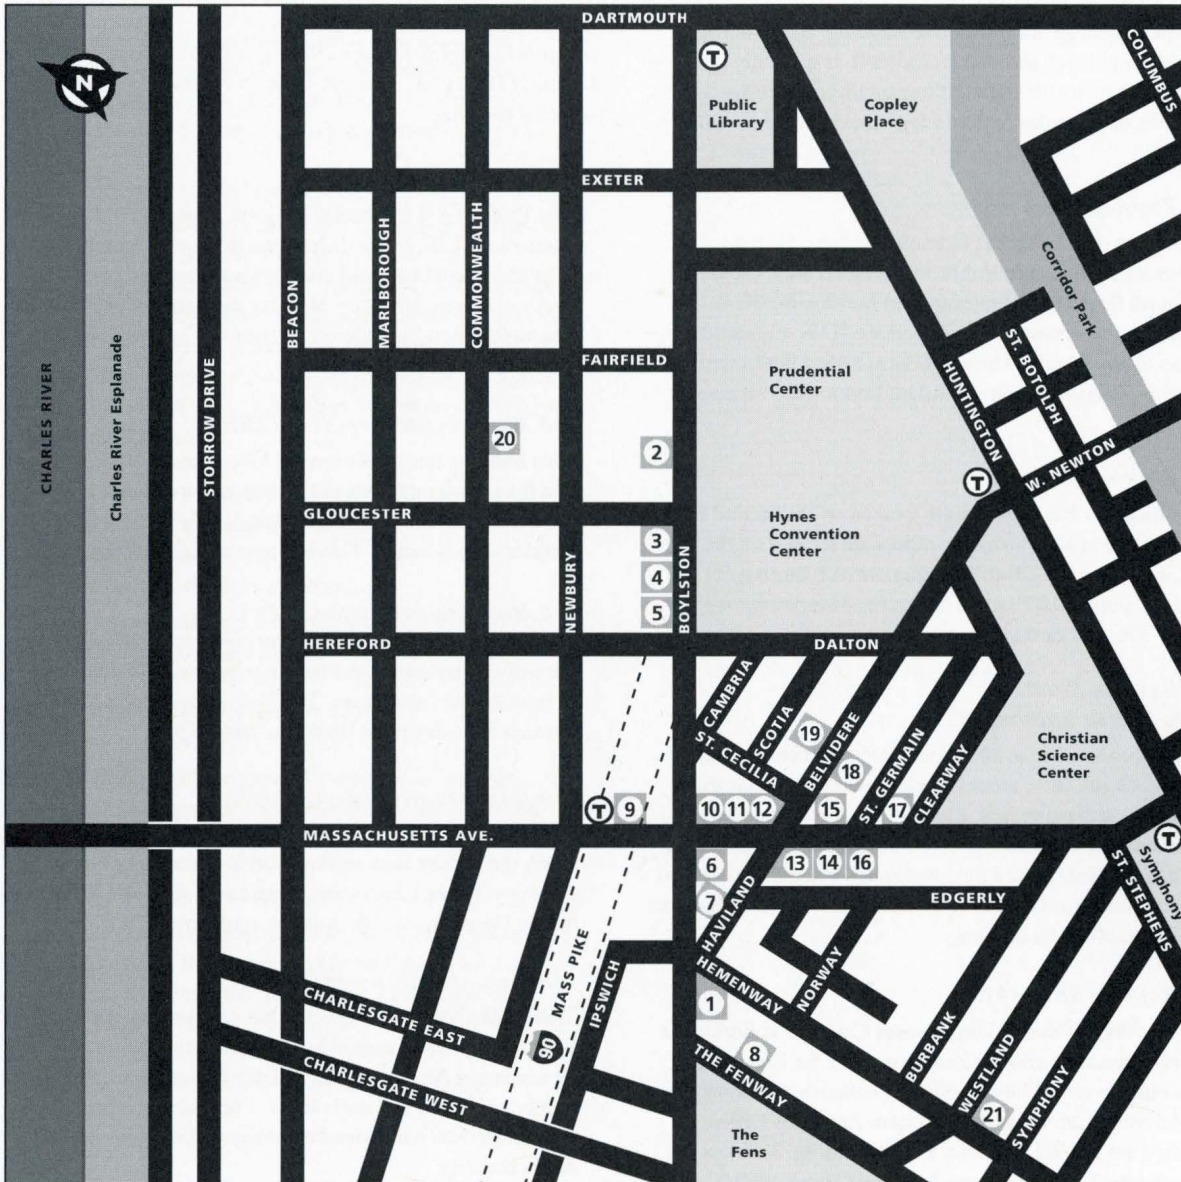 DARTMOUTH
COLUMBUS
N
T
Public
Library
Copley
Place
EXETER
MARLBOROUGH
COMMONWEALTH
BEACON
Corridor Park
FAIRFIELD
Prudential
Center
HUNTINGTON
ST. BOTOLPH
CHARLES RIVER
Charles River Esplanade
STORROW DRIVE
20
2
W. NEWTON
T
GLOUCESTER
Hynes
Convention
Center
3
4
5
NEWBURY
BOYLSTON
HEREFORD
DALTON
CAMBRIA
SCOTIA
ST. CECILIA
19
BELVIDERE
18
ST. GERMAIN
CLEARWAY
Christian
Science
Center
T
9
10
11
12
15
17
MASSACHUSETTS AVE.
T
6
13
14
16
7
HAVILAND
EDGERLY
ST. STEPHENS
Symphony
MASS PIKE
90
IPSWICH
HEMENWAY
NORWAY
1
CHARLESGATE EAST
CHARLESGATE WEST
8
THE FENWAY
BURBANK
WESTLAND
21
SYMPHONY
The
Fens